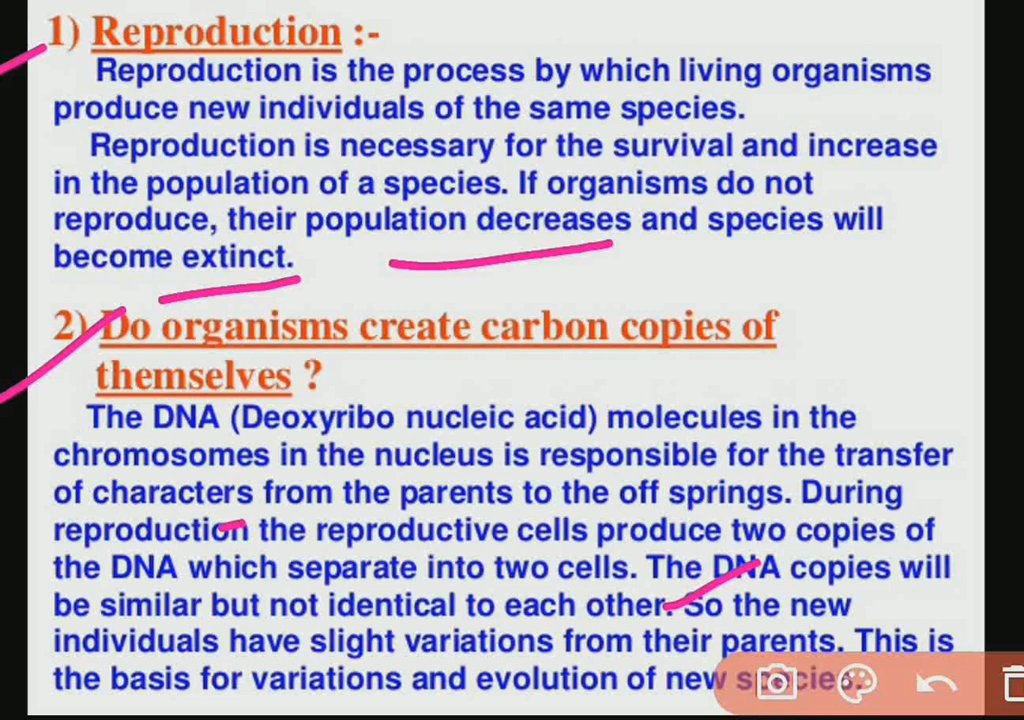 1) Reproduction :-
Reproduction is the process by which living organisms
produce new individuals of the same species.
Reproduction is necessary for the survival and increase
in the population of a species. If organisms do not
reproduce, their population decreases and species will
become extinct.
2) Do organisms create carbon copies of
themselves ?
The DNA (Deoxyribo nucleic acid) molecules in the
chromosomes in the nucleus is responsible for the transfer
of characters from the parents to the off springs. During
reproduction the reproductive cells produce two copies of
the DNA which separate into two cells. The DNA copies will
be similar but not identical to each other. So the new
individuals have slight variations from their parents. This is
the basis for variations and evolution of new species.